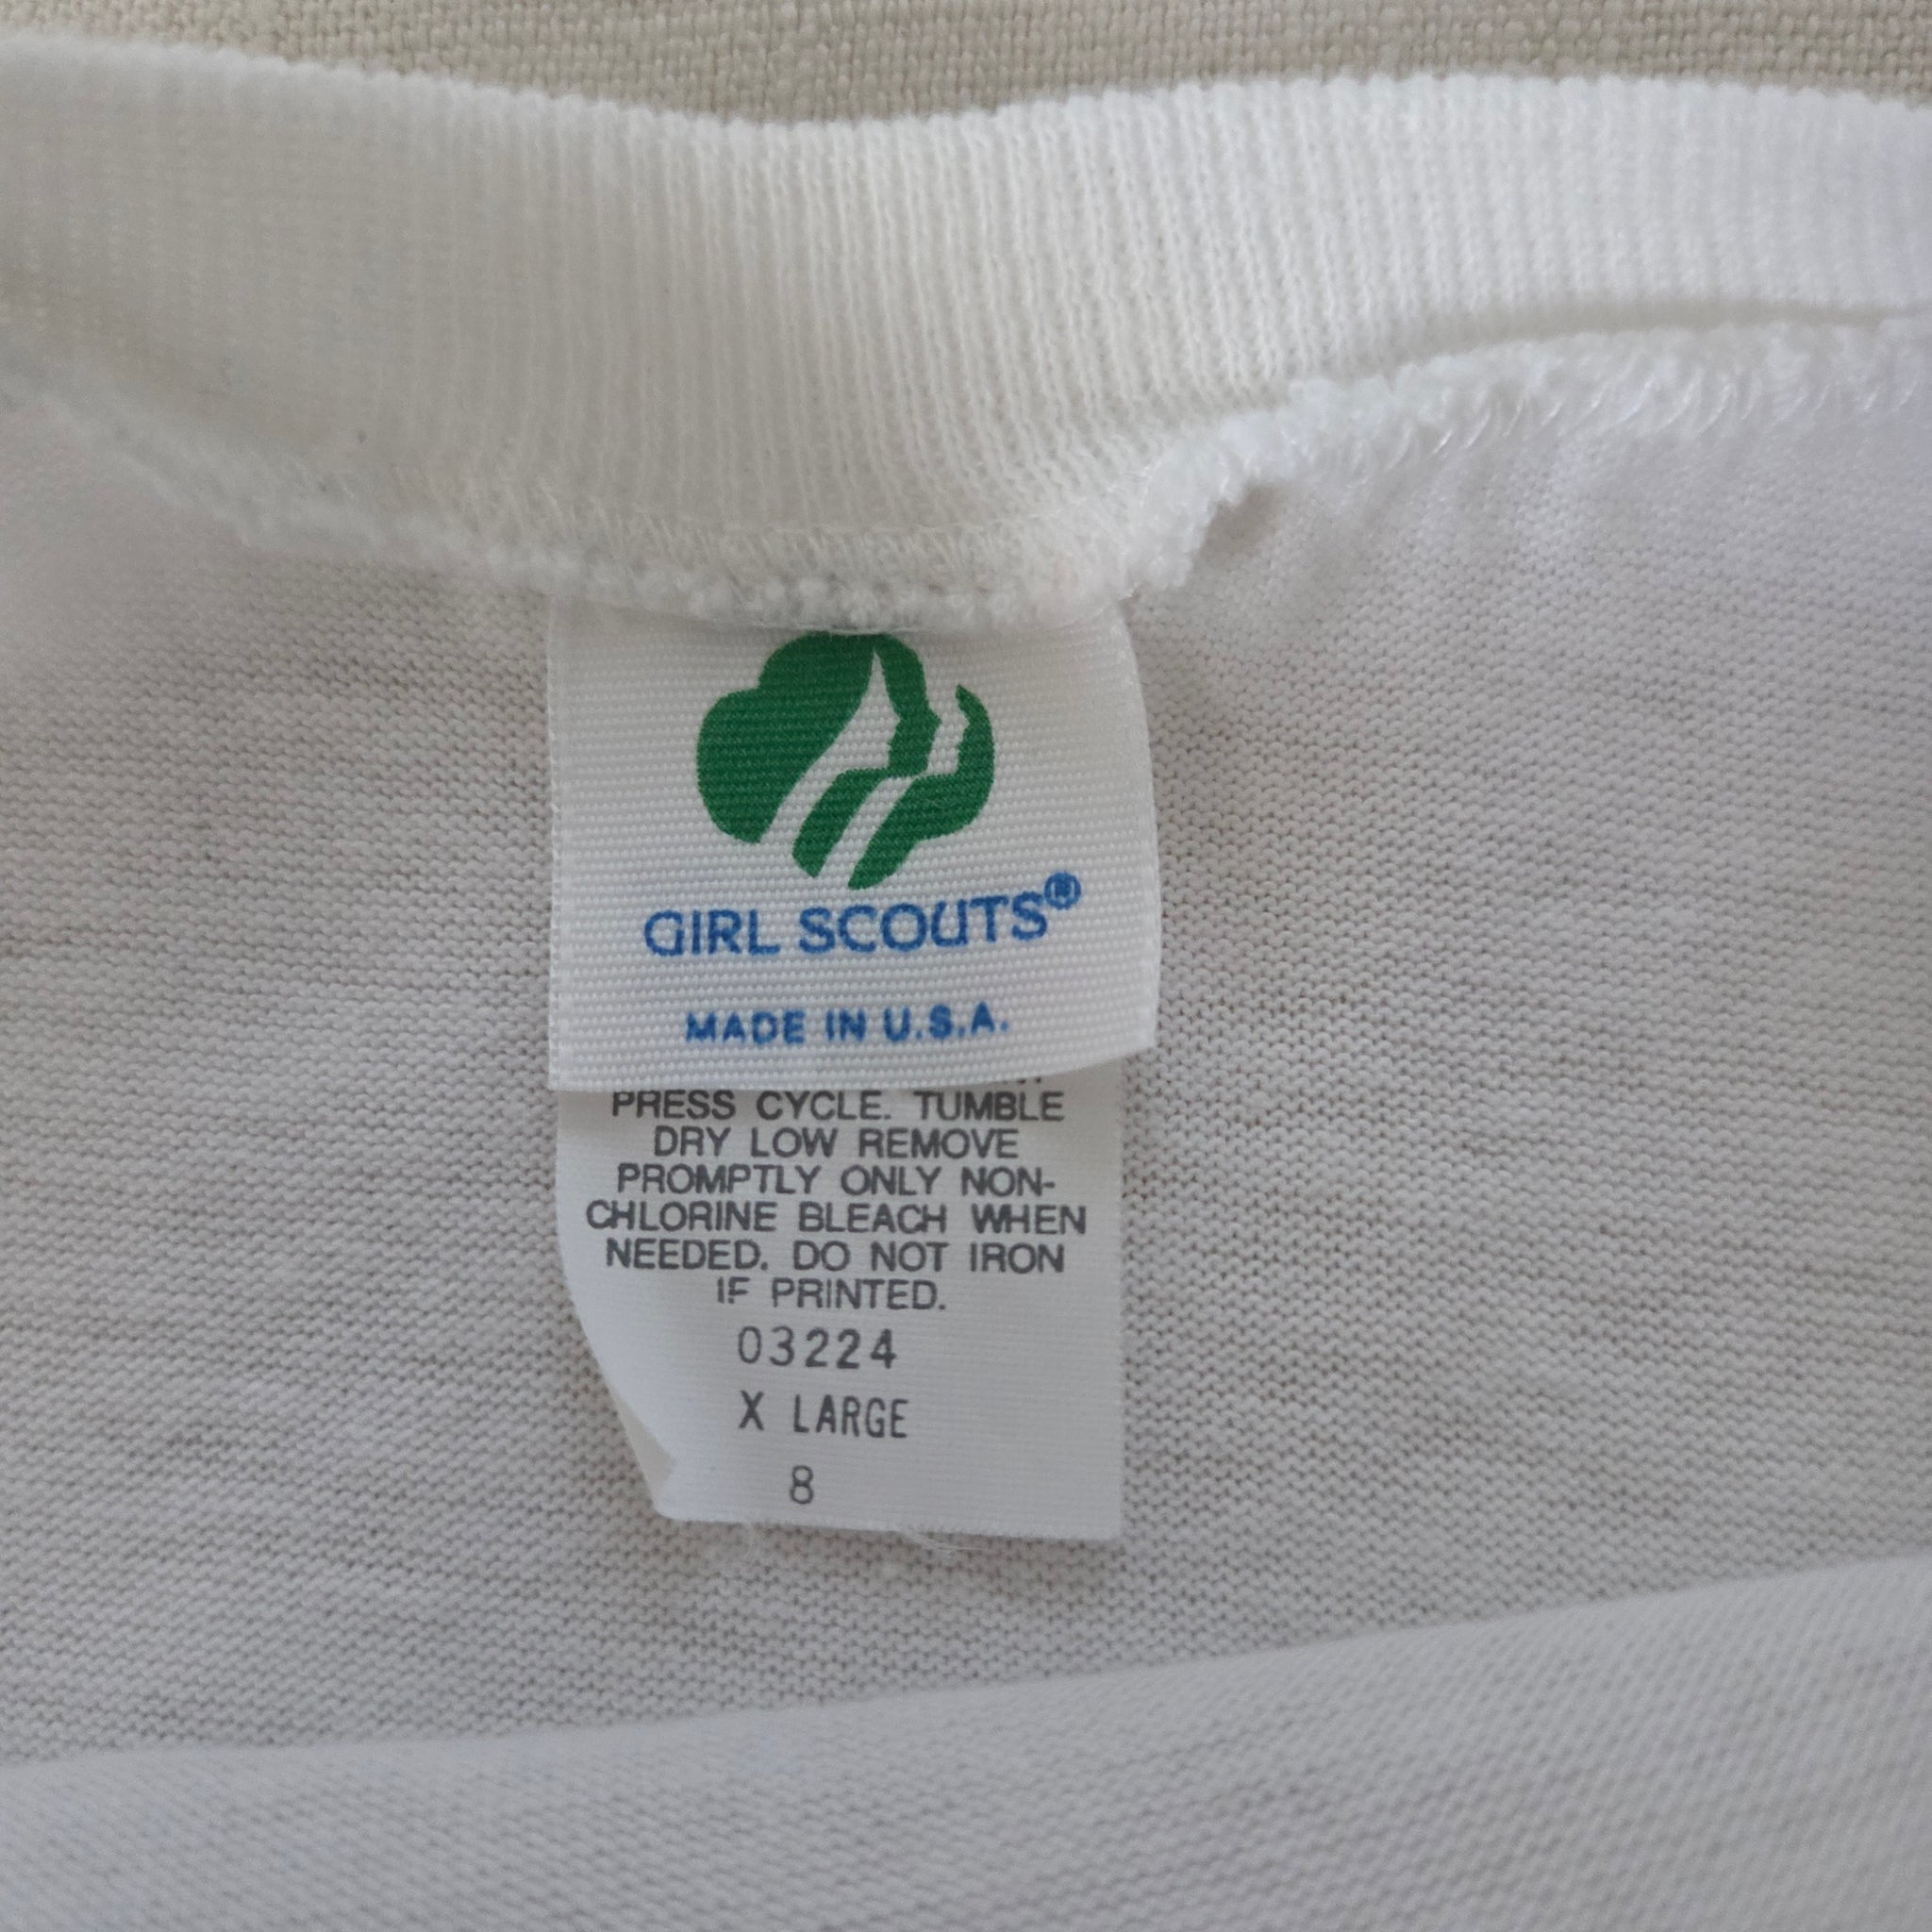 GIRL SCOUTS®
MADE IN U.S.A.
PRESS CYCLE. TUMBLE
DRY LOW REMOVE
PROMPTLY ONLY NON-
CHLORINE BLEACH WHEN
NEEDED. DO NOT IRON
IF PRINTED.
03224
X LARGE
8